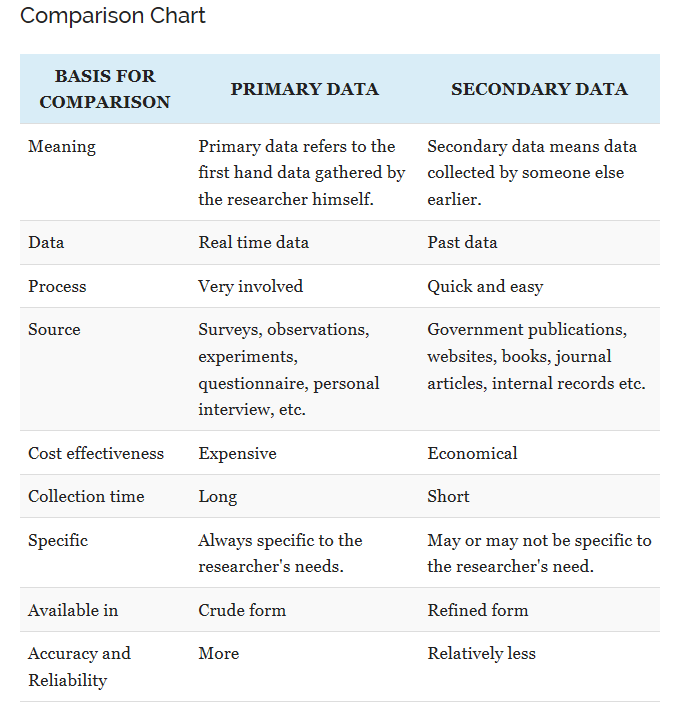 Comparison Chart
BASIS FOR
COMPARISON
PRIMARY DATA
SECONDARY DATA
Meaning
Primary data refers to the
first hand data gathered by
the researcher himself.
Secondary data means data
collected by someone else
earlier.
Data
Real time data
Past data
Process
Very involved
Quick and easy
Source
Surveys, observations,
experiments,
questionnaire, personal
interview, etc.
Government publications,
websites, books, journal
articles, internal records etc.
Cost effectiveness
Expensive
Economical
Collection time
Long
Short
Specific
Always specific to the
researcher's needs.
May or may not be specific to
the researcher's need.
Available in
Crude form
Refined form
Accuracy and
Reliability
More
Relatively less